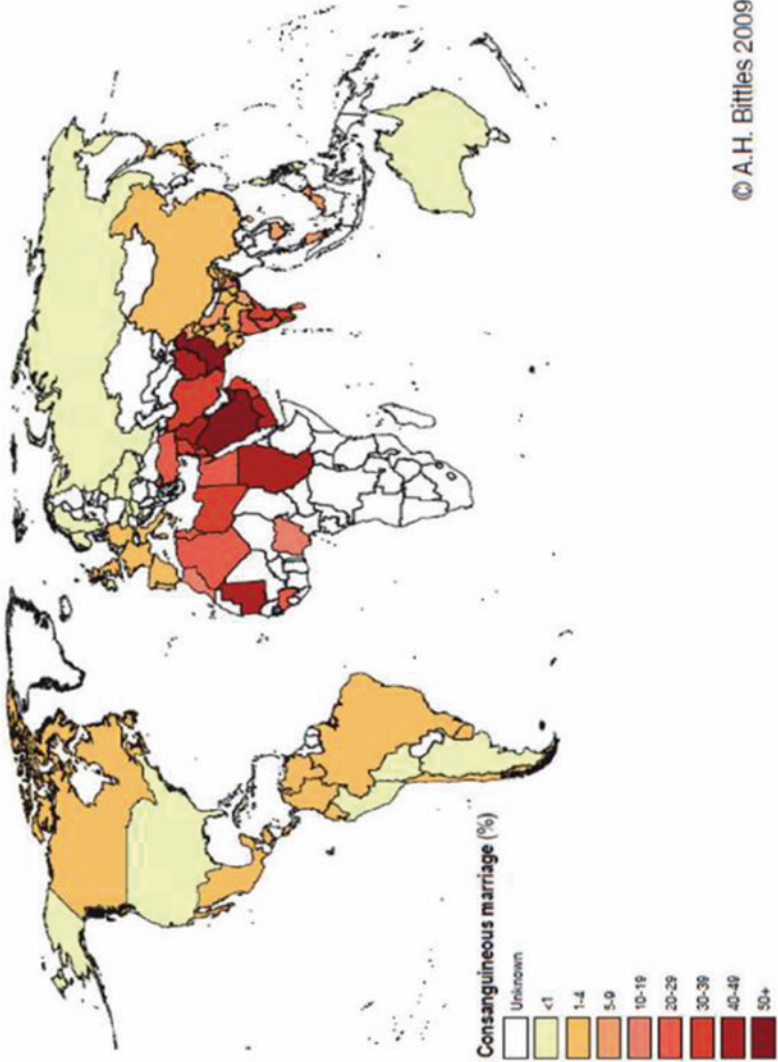 Consanguineous marriage (%)
Unknown
<1
1-4
5-9
10-19
20-29
30-39
40-49
50+
© A.H. Bittles 2009